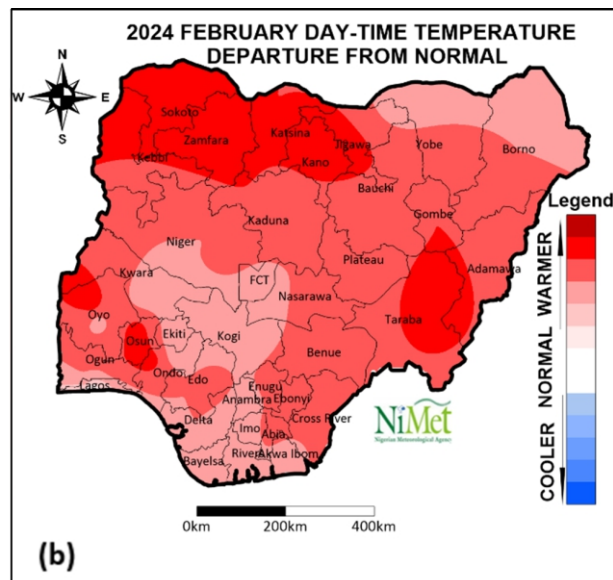 2024 FEBRUARY DAY-TIME TEMPERATURE
DEPARTURE FROM NORMAL
N
W E
S
Sokoto
Zamfara
Kebbi
Katsina
Kano
Jigawa
Yobe
Borno
Bauchi
Gombe
Kaduna
Niger
Plateau
Adamawa
Kwara
FCT
Nasarawa
Taraba
Oyo
Osun
Ekiti
Kogi
Benue
Ogun
Ondo
Edo
Lagos
Enugu
Anambra
Ebonyi
Cross River
Delta
Imo
Abia
Bayelsa
Rivers
Akwa Ibom
NiMet
Nigerian Meteorological Agency
Legend
COOLER NORMAL WARMER
0km 200km 400km
(b)